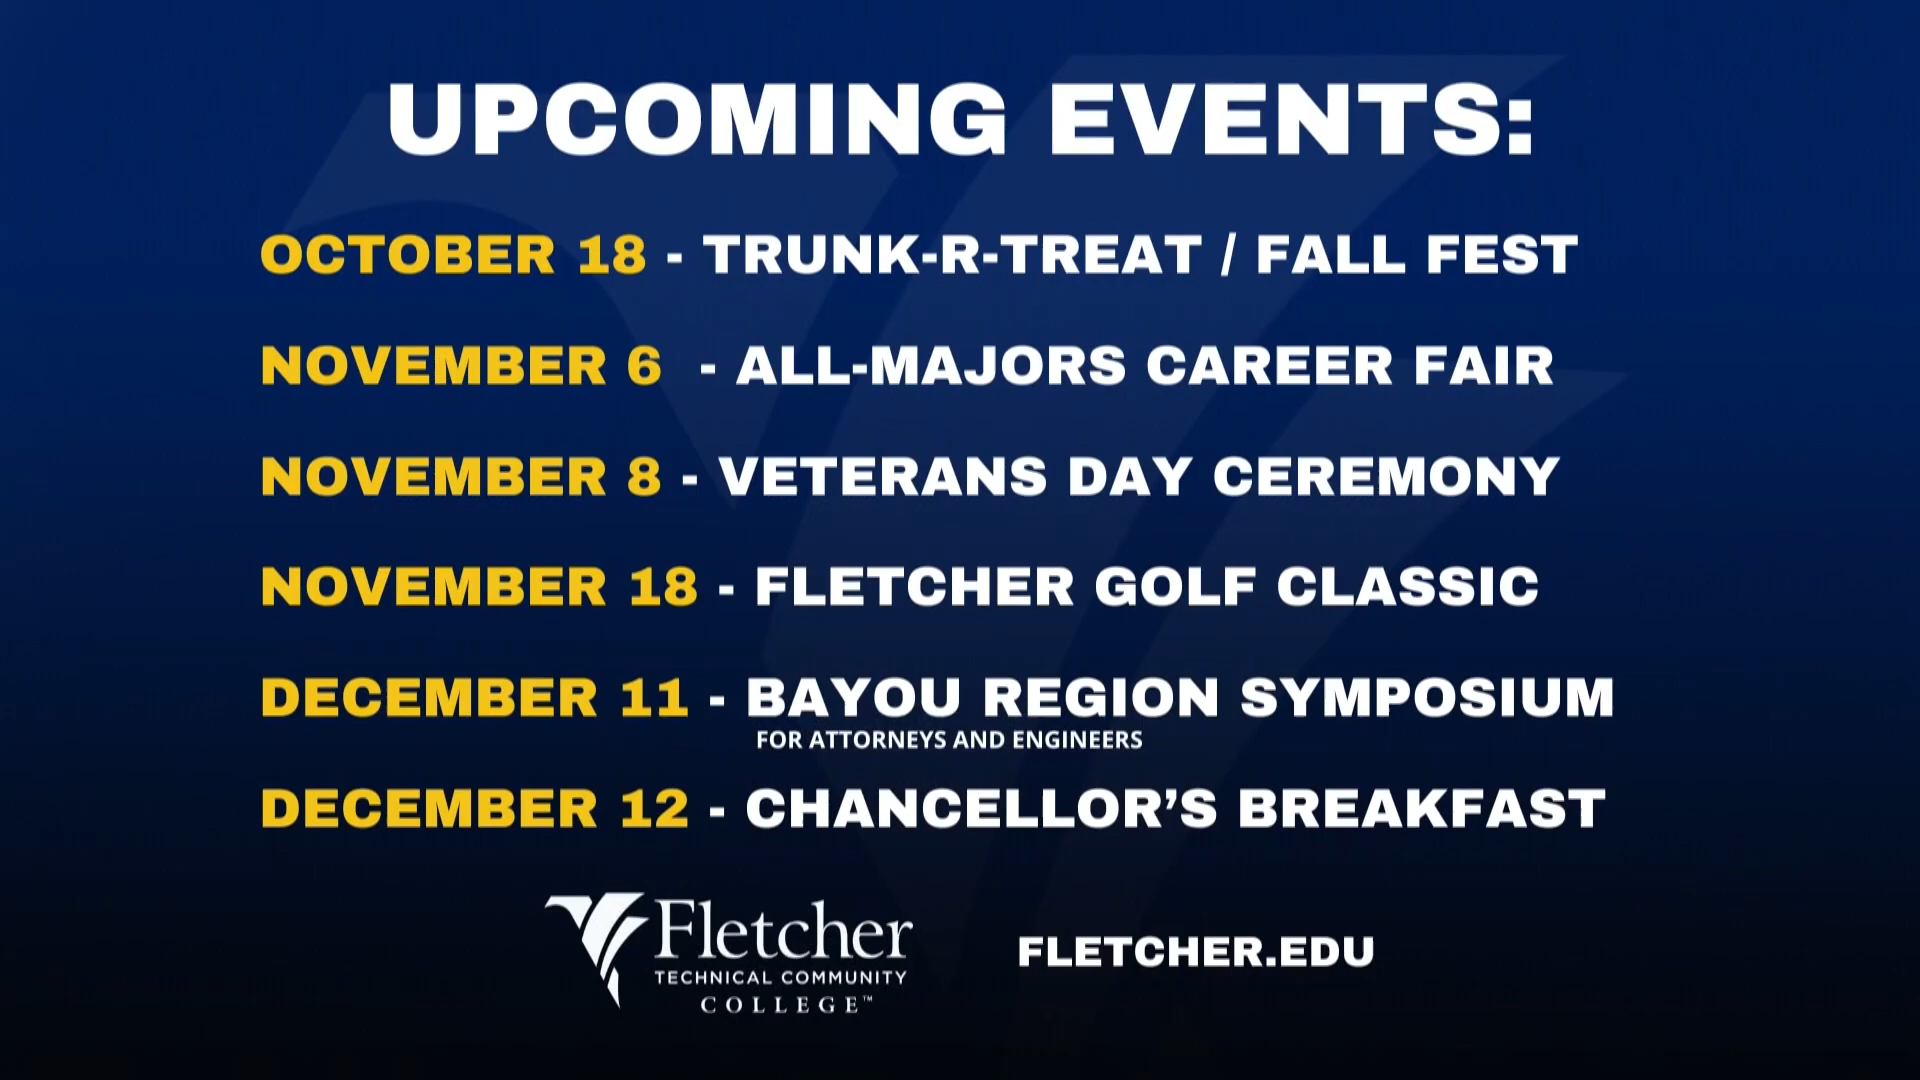 UPCOMING EVENTS:
OCTOBER 18 - TRUNK-R-TREAT / FALL FEST
NOVEMBER 6 - ALL-MAJORS CAREER FAIR
NOVEMBER 8 - VETERANS DAY CEREMONY
NOVEMBER 18 - FLETCHER GOLF CLASSIC
DECEMBER 11 - BAYOU REGION SYMPOSIUM
FOR ATTORNEYS AND ENGINEERS
DECEMBER 12 - CHANCELLOR’S BREAKFAST
Fletcher
TECHNICAL COMMUNITY
COLLEGE™
FLETCHER.EDU